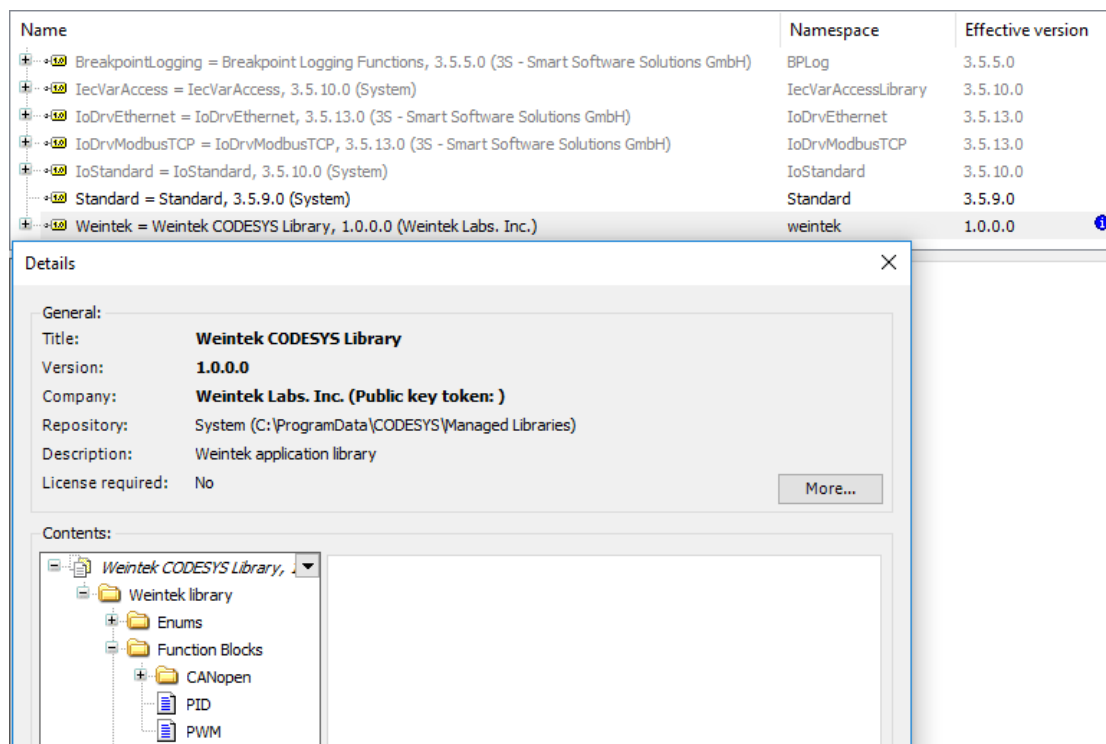 Name Namespace Effective version
BreakpointLogging = Breakpoint Logging Functions, 3.5.5.0 (3S - Smart Software Solutions GmbH) BPLog 3.5.5.0
IecVarAccess = IecVarAccess, 3.5.10.0 (System) IecVarAccessLibrary 3.5.10.0
IoDrvEthernet = IoDrvEthernet, 3.5.13.0 (3S - Smart Software Solutions GmbH) IoDrvEthernet 3.5.13.0
IoDrvModbusTCP = IoDrvModbusTCP, 3.5.13.0 (3S - Smart Software Solutions GmbH) IoDrvModbusTCP 3.5.13.0
IoStandard = IoStandard, 3.5.10.0 (System) IoStandard 3.5.10.0
Standard = Standard, 3.5.9.0 (System) Standard 3.5.9.0
Weintek = Weintek CODESYS Library, 1.0.0.0 (Weintek Labs. Inc.) weintek 1.0.0.0
Details
General:
Title: Weintek CODESYS Library
Version: 1.0.0.0
Company: Weintek Labs. Inc. (Public key token: )
Repository: System (C:\ProgramData\CODESYS\Managed Libraries)
Description: Weintek application library
License required: No
More...
Contents:
Weintek CODESYS Library,
Weintek library
Enums
Function Blocks
CANopen
PID
PWM